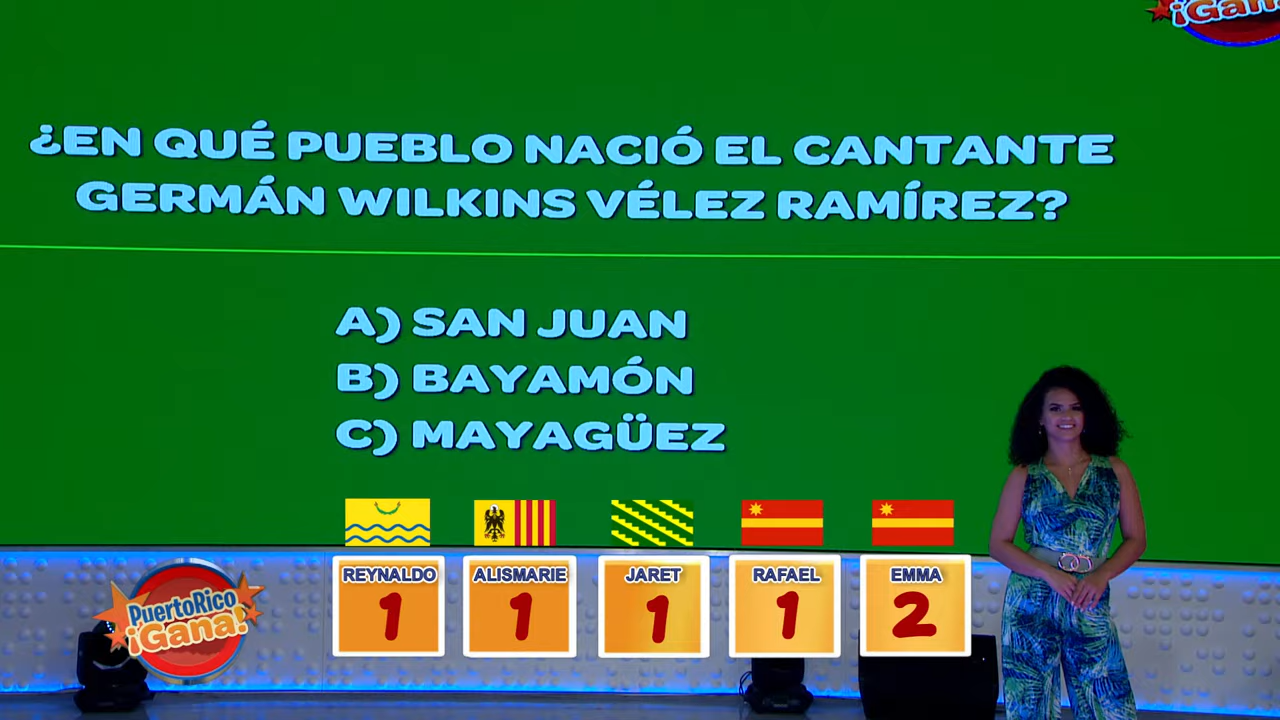 ¡Gana!
¿EN QUÉ PUEBLO NACIÓ EL CANTANTE
GERMÁN WILKINS VÉLEZ RAMÍREZ?
A) SAN JUAN
B) BAYAMÓN
C) MAYAGÜEZ
REYNALDO
1
ALISMARIE
1
JARET
1
RAFAEL
1
EMMA
2
PuertoRico
¡Gana!